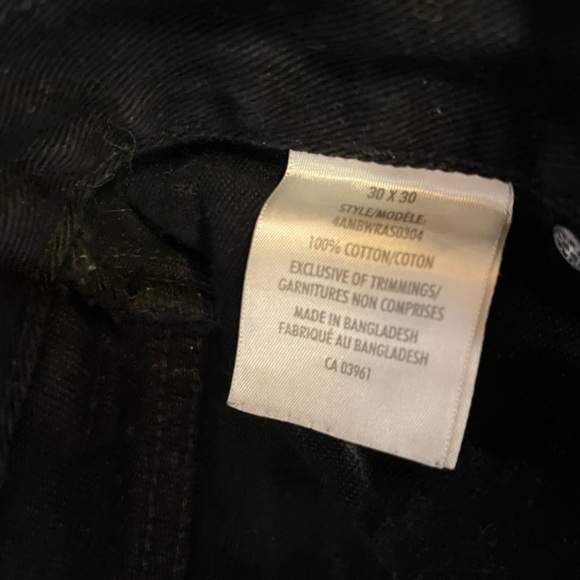 30 X 30
STYLE/MODÈLE:
4AMBWRAS0304
100% COTTON/COTON
EXCLUSIVE OF TRIMMINGS/
GARNITURES NON COMPRISES
MADE IN BANGLADESH
FABRIQUÉ AU BANGLADESH
CA 03961